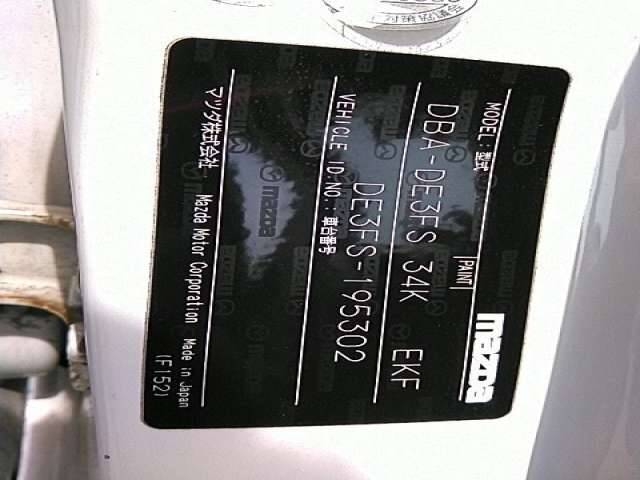 mazda
MODEL：型式
PAINT
DBA-DE3FS 34K EKF
VEHICLE ID.NO.：車台番号
DE3FS-195302
マツダ株式会社 Mazda Motor Corporation Made in Japan
(F152)